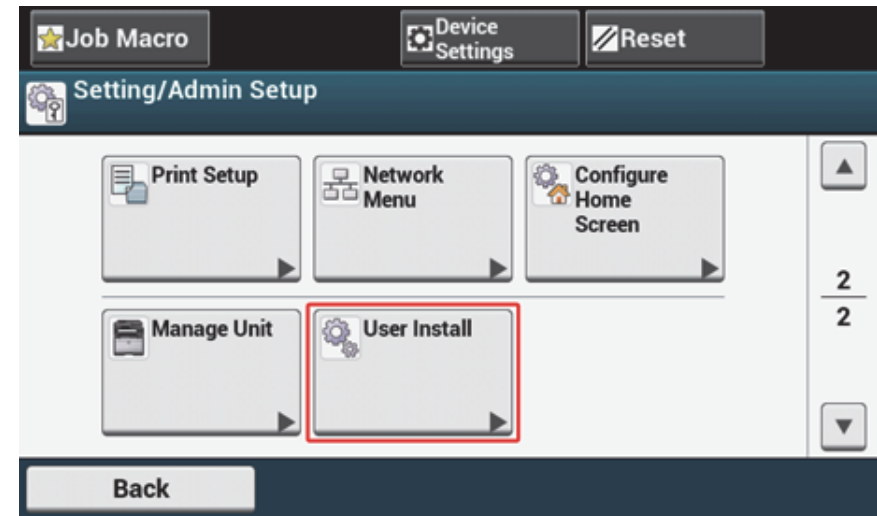 Job Macro
Device
Settings
Reset
Setting/Admin Setup
Print Setup
Network
Menu
Configure
Home
Screen
2
2
Manage Unit
User Install
Back